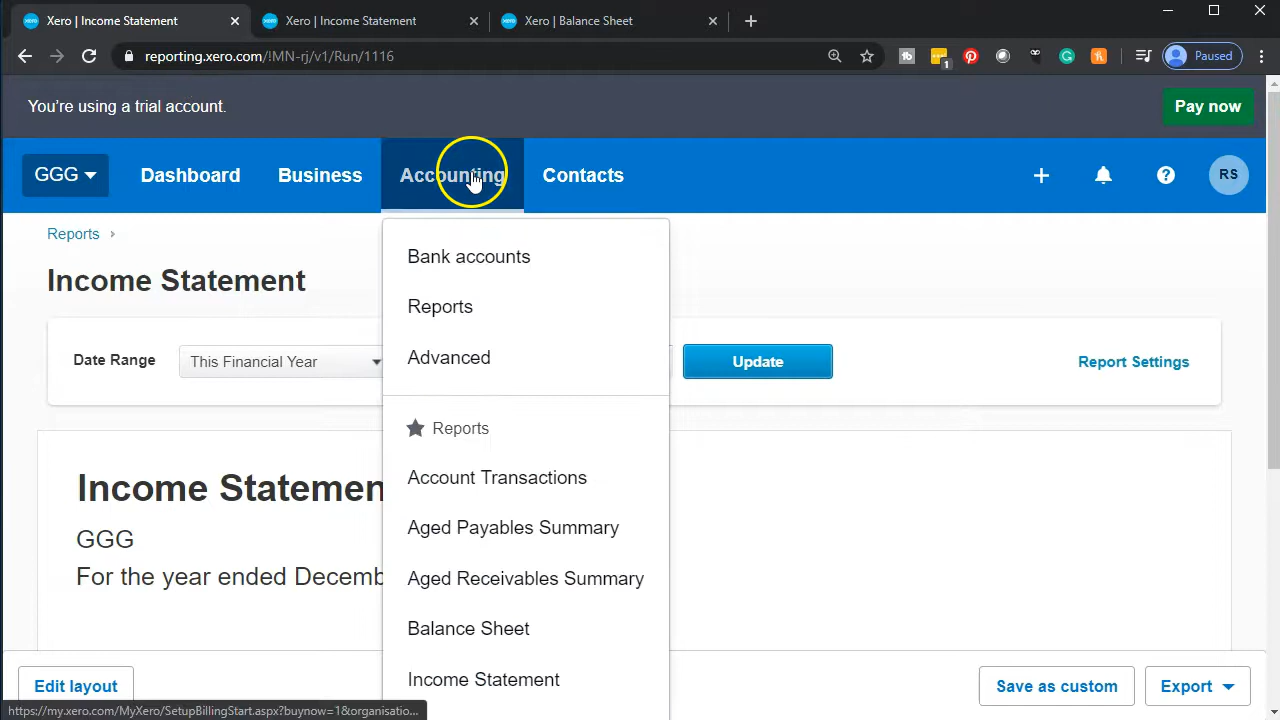 Xero | Income Statement
Xero | Income Statement
Xero | Balance Sheet
reporting.xero.com/!MN-rj/v1/Run/1116
1
Paused
You're using a trial account.
Pay now
GGG
Dashboard
Business
Accounting
Contacts
RS
Reports
Income Statement
Date Range
This Financial Year
Update
Report Settings
Bank accounts
Reports
Advanced
Reports
Account Transactions
Aged Payables Summary
Aged Receivables Summary
Balance Sheet
Income Statement
Income Statemen
GGG
For the year ended Decemb
Edit layout
Save as custom
Export
https://my.xero.com/MyXero/SetupBillingStart.aspx?buynow=1&organisatio...